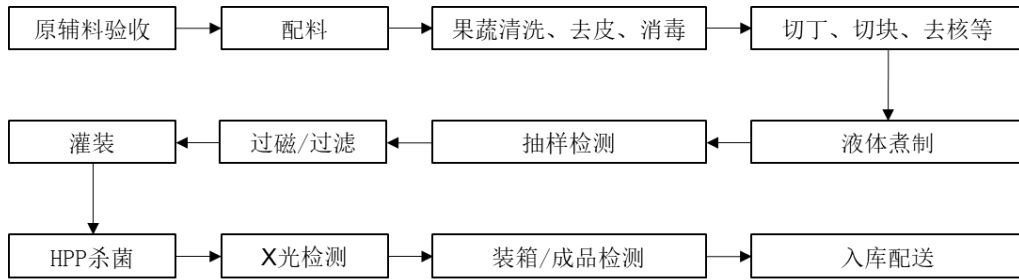 原辅料验收
配料
果蔬清洗、去皮、消毒
切丁、切块、去核等
液体煮制
抽样检测
过磁/过滤
灌装
HPP杀菌
X光检测
装箱/成品检测
入库配送